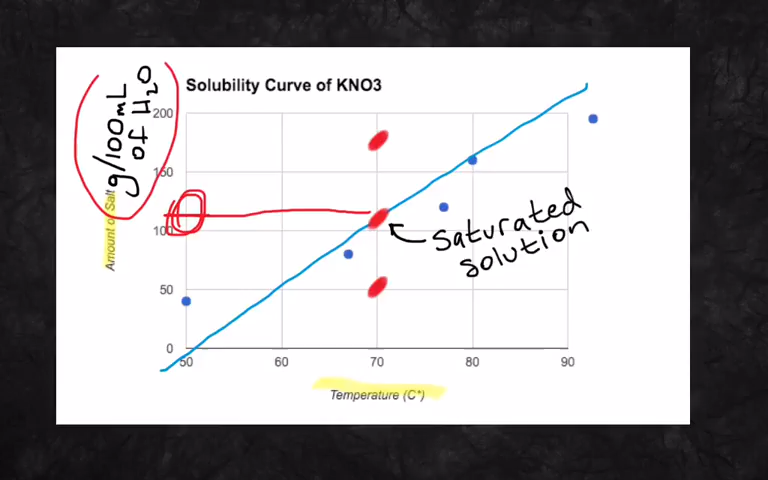 Solubility Curve of KNO3
g/100mL
of H2O
Amount of Salt
200
150
100
50
0
50
60
70
80
90
Saturated
solution
Temperature (C°)